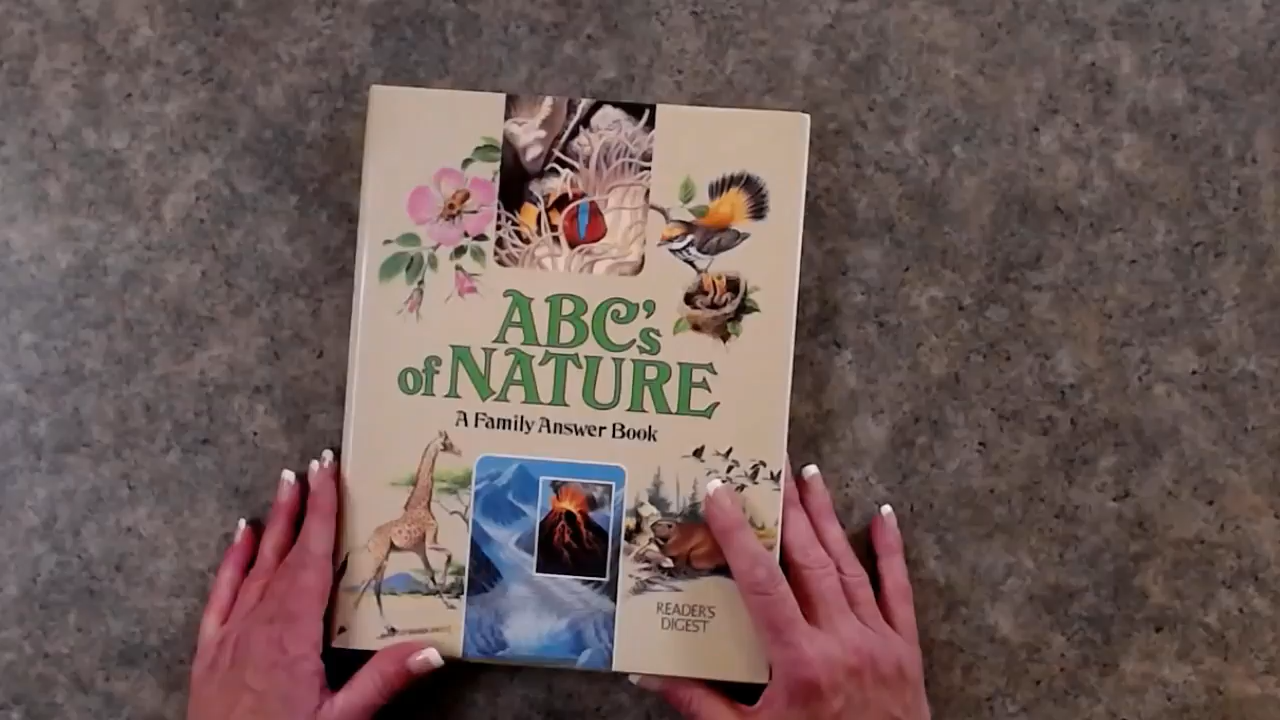 ABC's
of NATURE
A Family Answer Book
READER'S
DIGEST